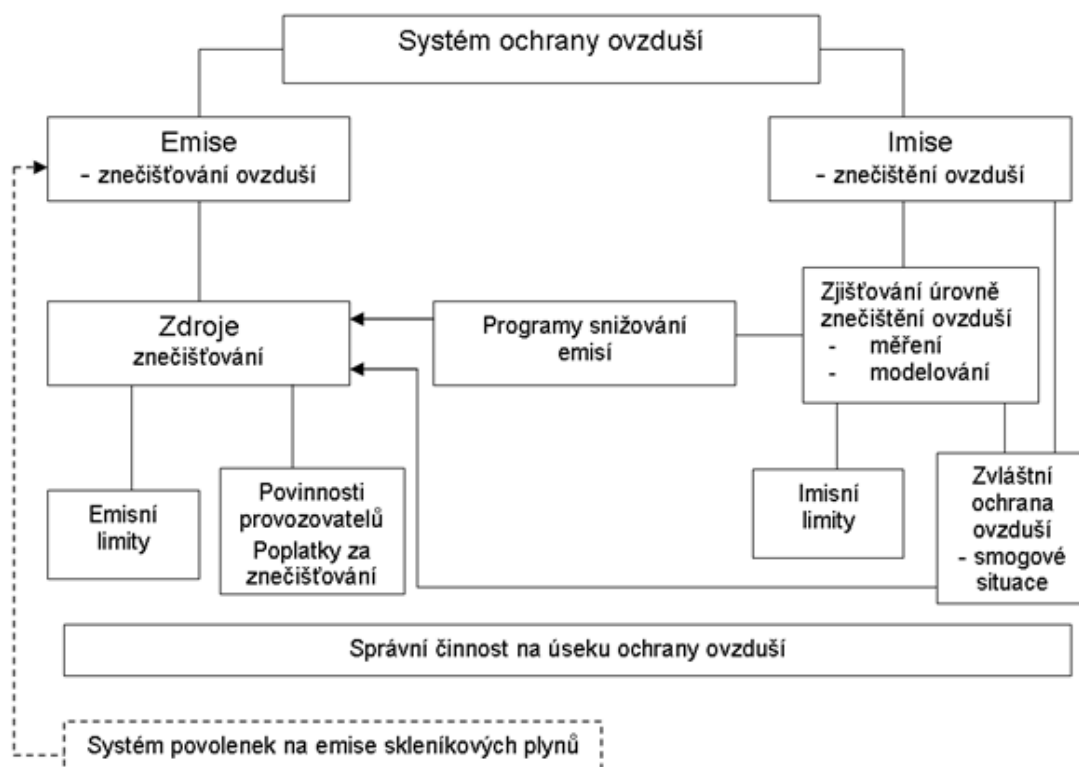 Systém ochrany ovzduší
Emise
- znečišťování ovzduší
Imise
- znečištění ovzduší
Zdroje
znečišťování
Programy snižování
emisí
Zjišťování úrovně
znečištění ovzduší
- měření
- modelování
Emisní
limity
Povinnosti
provozovatelů
Poplatky za
znečišťování
Imisní
limity
Zvláštní
ochrana
ovzduší
- smogové
situace
Správní činnost na úseku ochrany ovzduší
Systém povolenek na emise skleníkových plynů